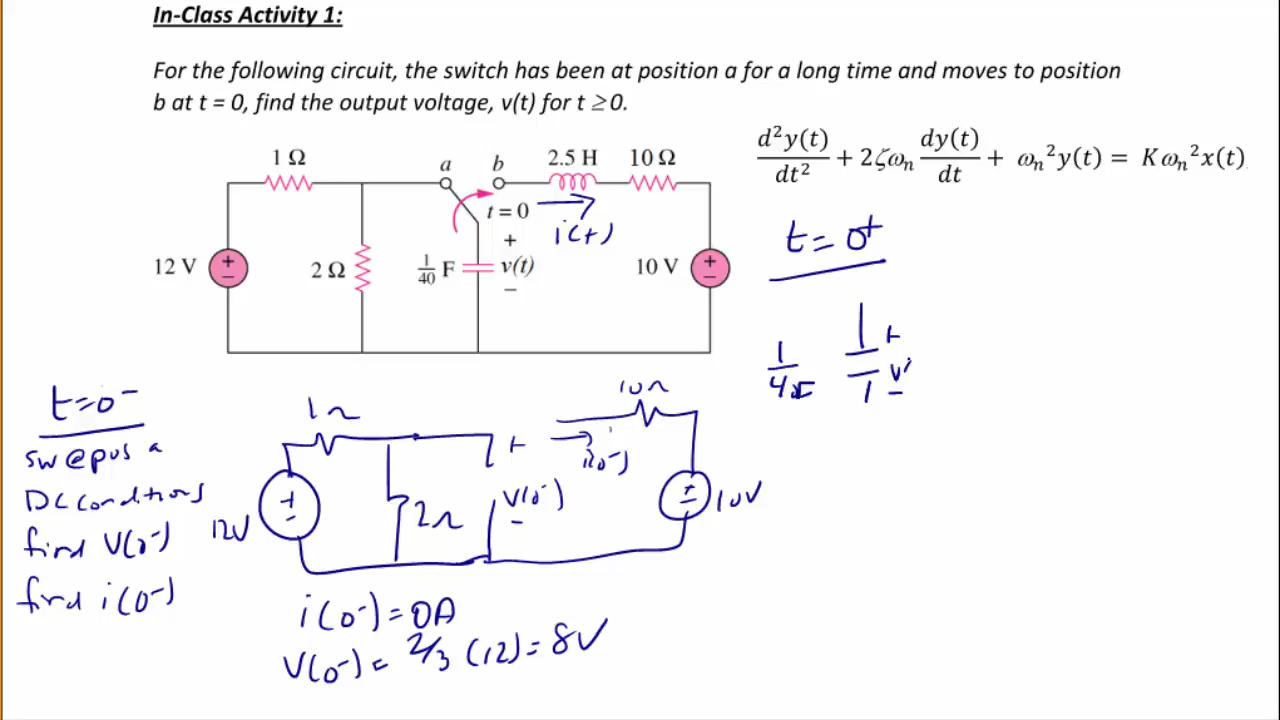 In-Class Activity 1:
For the following circuit, the switch has been at position a for a long time and moves to position
b at t = 0, find the output voltage, v(t) for t ≥ 0.
d²y(t)/dt² + 2ζωₙ dy(t)/dt + ωₙ²y(t) = Kωₙ²x(t)
1 Ω
a
b
2.5 H
10 Ω
t = 0
i(t)
12 V
+
−
2 Ω
1/40 F
+
v(t)
−
10 V
+
−
t=0+
1/4
+
v
−
t=0-
sw@pos a
DC conditions
find V(0-)
find i(0-)
1Ω
12V
+
−
2Ω
+
V(0-)
−
i(0-)
10Ω
+
−
10V
i(0-)=0A
V(0-)= 2/3 (12)= 8V